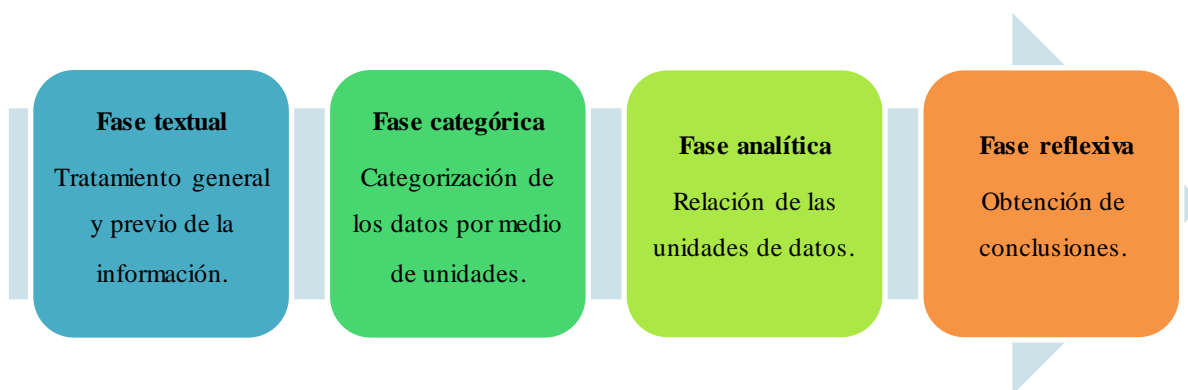 Fase textual
Tratamiento general
y previo de la
información.
Fase categórica
Categorización de
los datos por medio
de unidades.
Fase analítica
Relación de las
unidades de datos.
Fase reflexiva
Obtención de
conclusiones.